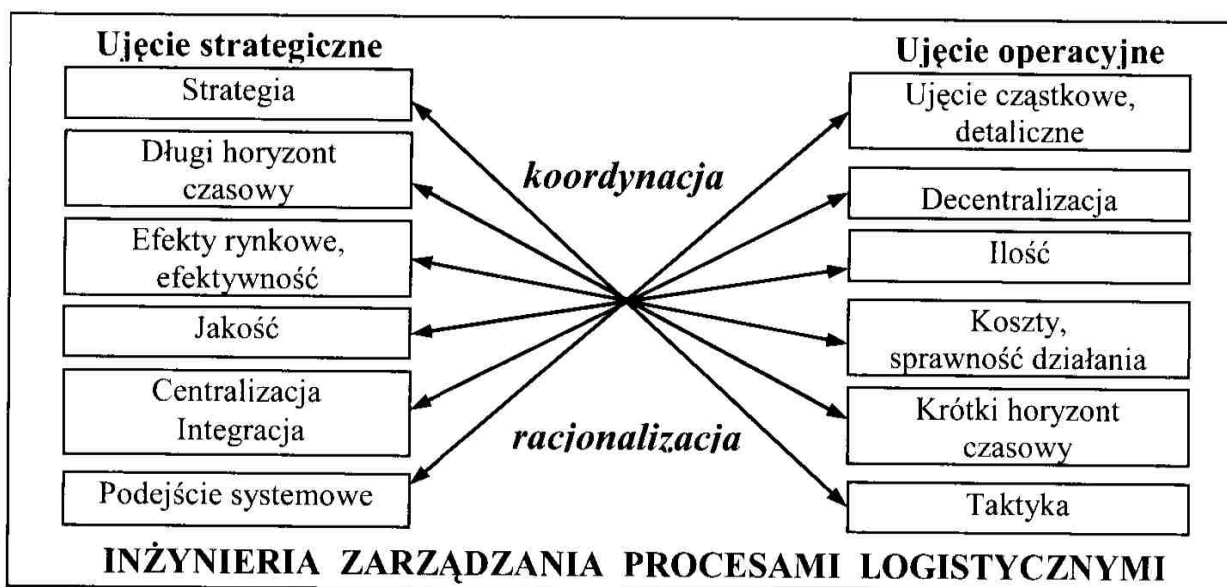 Ujęcie strategiczne
Strategia
Długi horyzont
czasowy
Efekty rynkowe,
efektywność
Jakość
Centralizacja
Integracja
Podejście systemowe
koordynacja
racjonalizacja
Ujęcie operacyjne
Ujęcie cząstkowe,
detaliczne
Decentralizacja
Ilość
Koszty,
sprawność działania
Krótki horyzont
czasowy
Taktyka
INŻYNIERIA ZARZĄDZANIA PROCESAMI LOGISTYCZNYMI